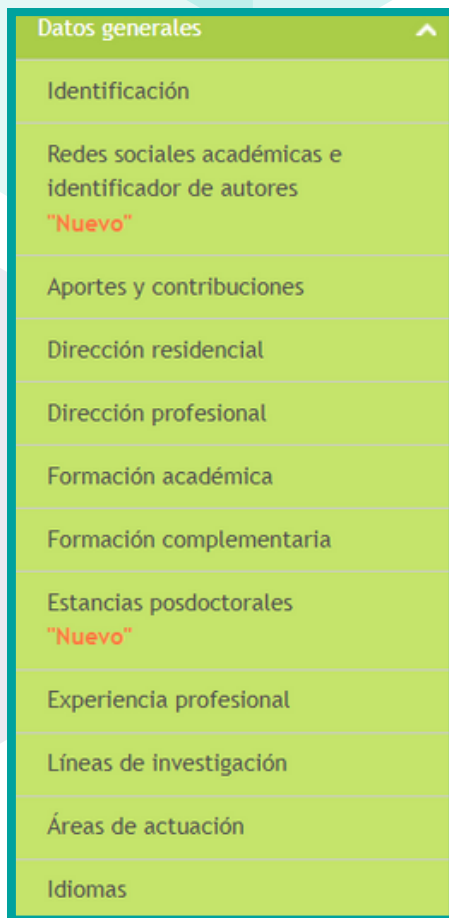 Datos generales
Identificación
Redes sociales académicas e
identificador de autores
"Nuevo"
Aportes y contribuciones
Dirección residencial
Dirección profesional
Formación académica
Formación complementaria
Estancias posdoctorales
"Nuevo"
Experiencia profesional
Líneas de investigación
Áreas de actuación
Idiomas